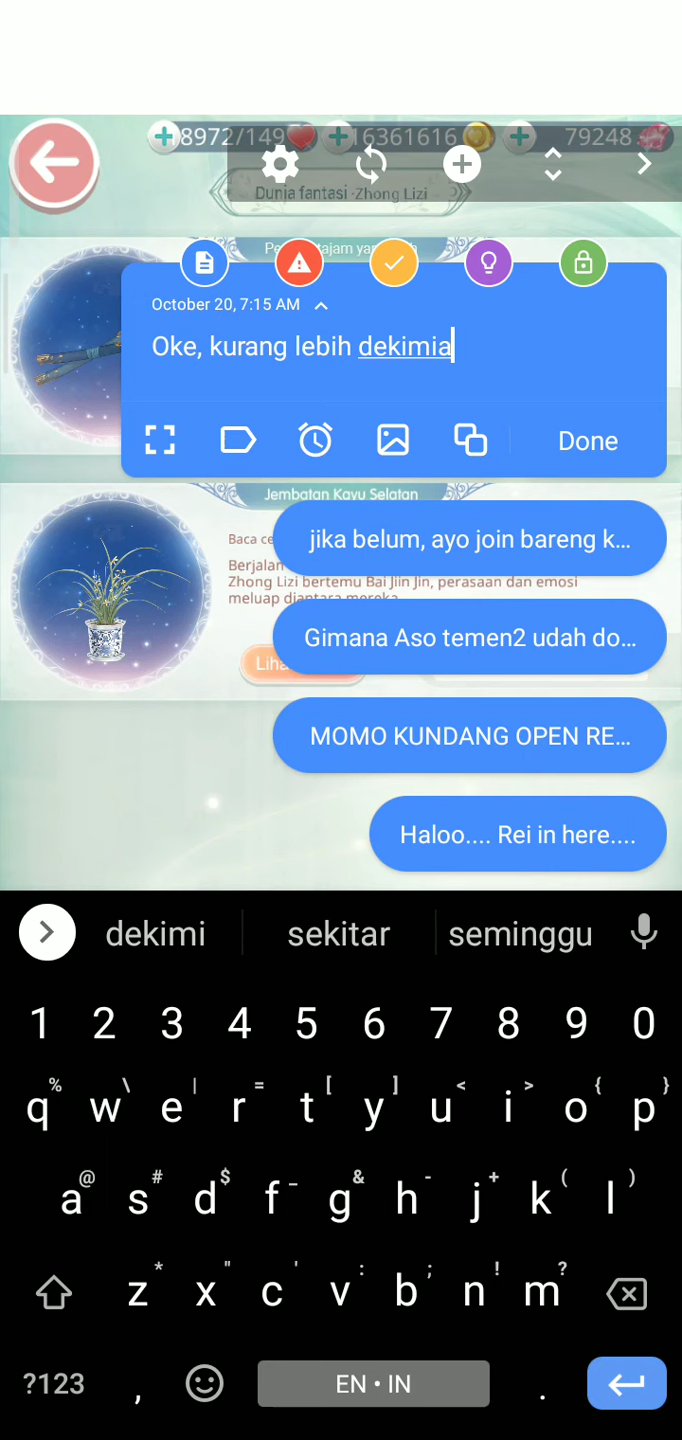 8972/149
16361616
79248
Dunia fantasi ·Zhong Lizi
October 20, 7:15 AM
Oke, kurang lebih dekimia
Done
Jembatan Kayu Selatan
jika belum, ayo join bareng k...
Baca
Berjalan
Zhong Lizi bertemu Bai Jiin Jin, perasaan dan emosi
meluap diantara mereka
Gimana Aso temen2 udah do...
MOMO KUNDANG OPEN RE...
Haloo.... Rei in here....
dekimi sekitar seminggu
1 2 3 4 5 6 7 8 9 0
% \ | = [ ] < > { }
q w e r t y u i o p
@ # $ _ & - + ( )
a s d f g h j k l
* " ' : ; ! ?
z x c v b n m
?123 , EN • IN .